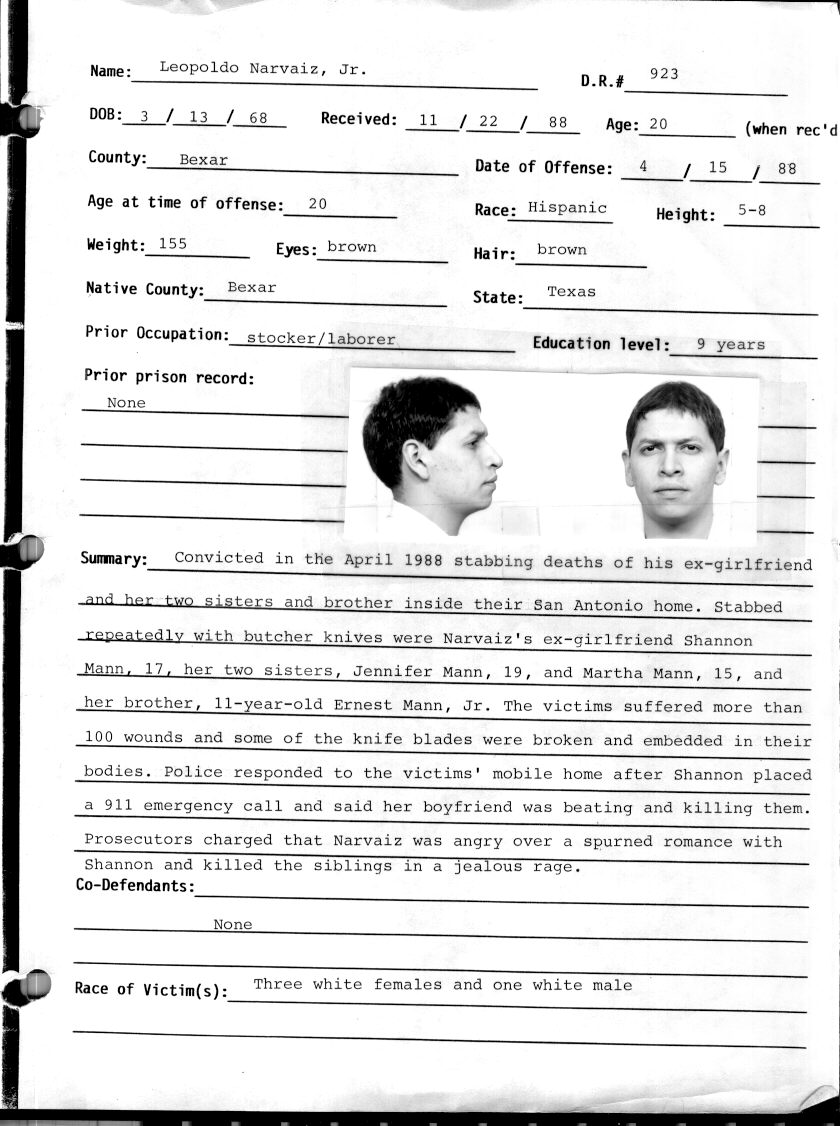 Name: Leopoldo Narvaiz, Jr. D.R.# 923
DOB: 3 / 13 / 68 Received: 11 / 22 / 88 Age: 20 (when rec'd
County: Bexar Date of Offense: 4 / 15 / 88
Age at time of offense: 20 Race: Hispanic Height: 5-8
Weight: 155 Eyes: brown Hair: brown
Native County: Bexar State: Texas
Prior Occupation: stocker/laborer Education level: 9 years
Prior prison record:
None
Summary: Convicted in the April 1988 stabbing deaths of his ex-girlfriend
and her two sisters and brother inside their San Antonio home. Stabbed
repeatedly with butcher knives were Narvaiz's ex-girlfriend Shannon
Mann, 17, her two sisters, Jennifer Mann, 19, and Martha Mann, 15, and
her brother, 11-year-old Ernest Mann, Jr. The victims suffered more than
100 wounds and some of the knife blades were broken and embedded in their
bodies. Police responded to the victims' mobile home after Shannon placed
a 911 emergency call and said her boyfriend was beating and killing them.
Prosecutors charged that Narvaiz was angry over a spurned romance with
Shannon and killed the siblings in a jealous rage.
Co-Defendants:
None
Race of Victim(s): Three white females and one white male